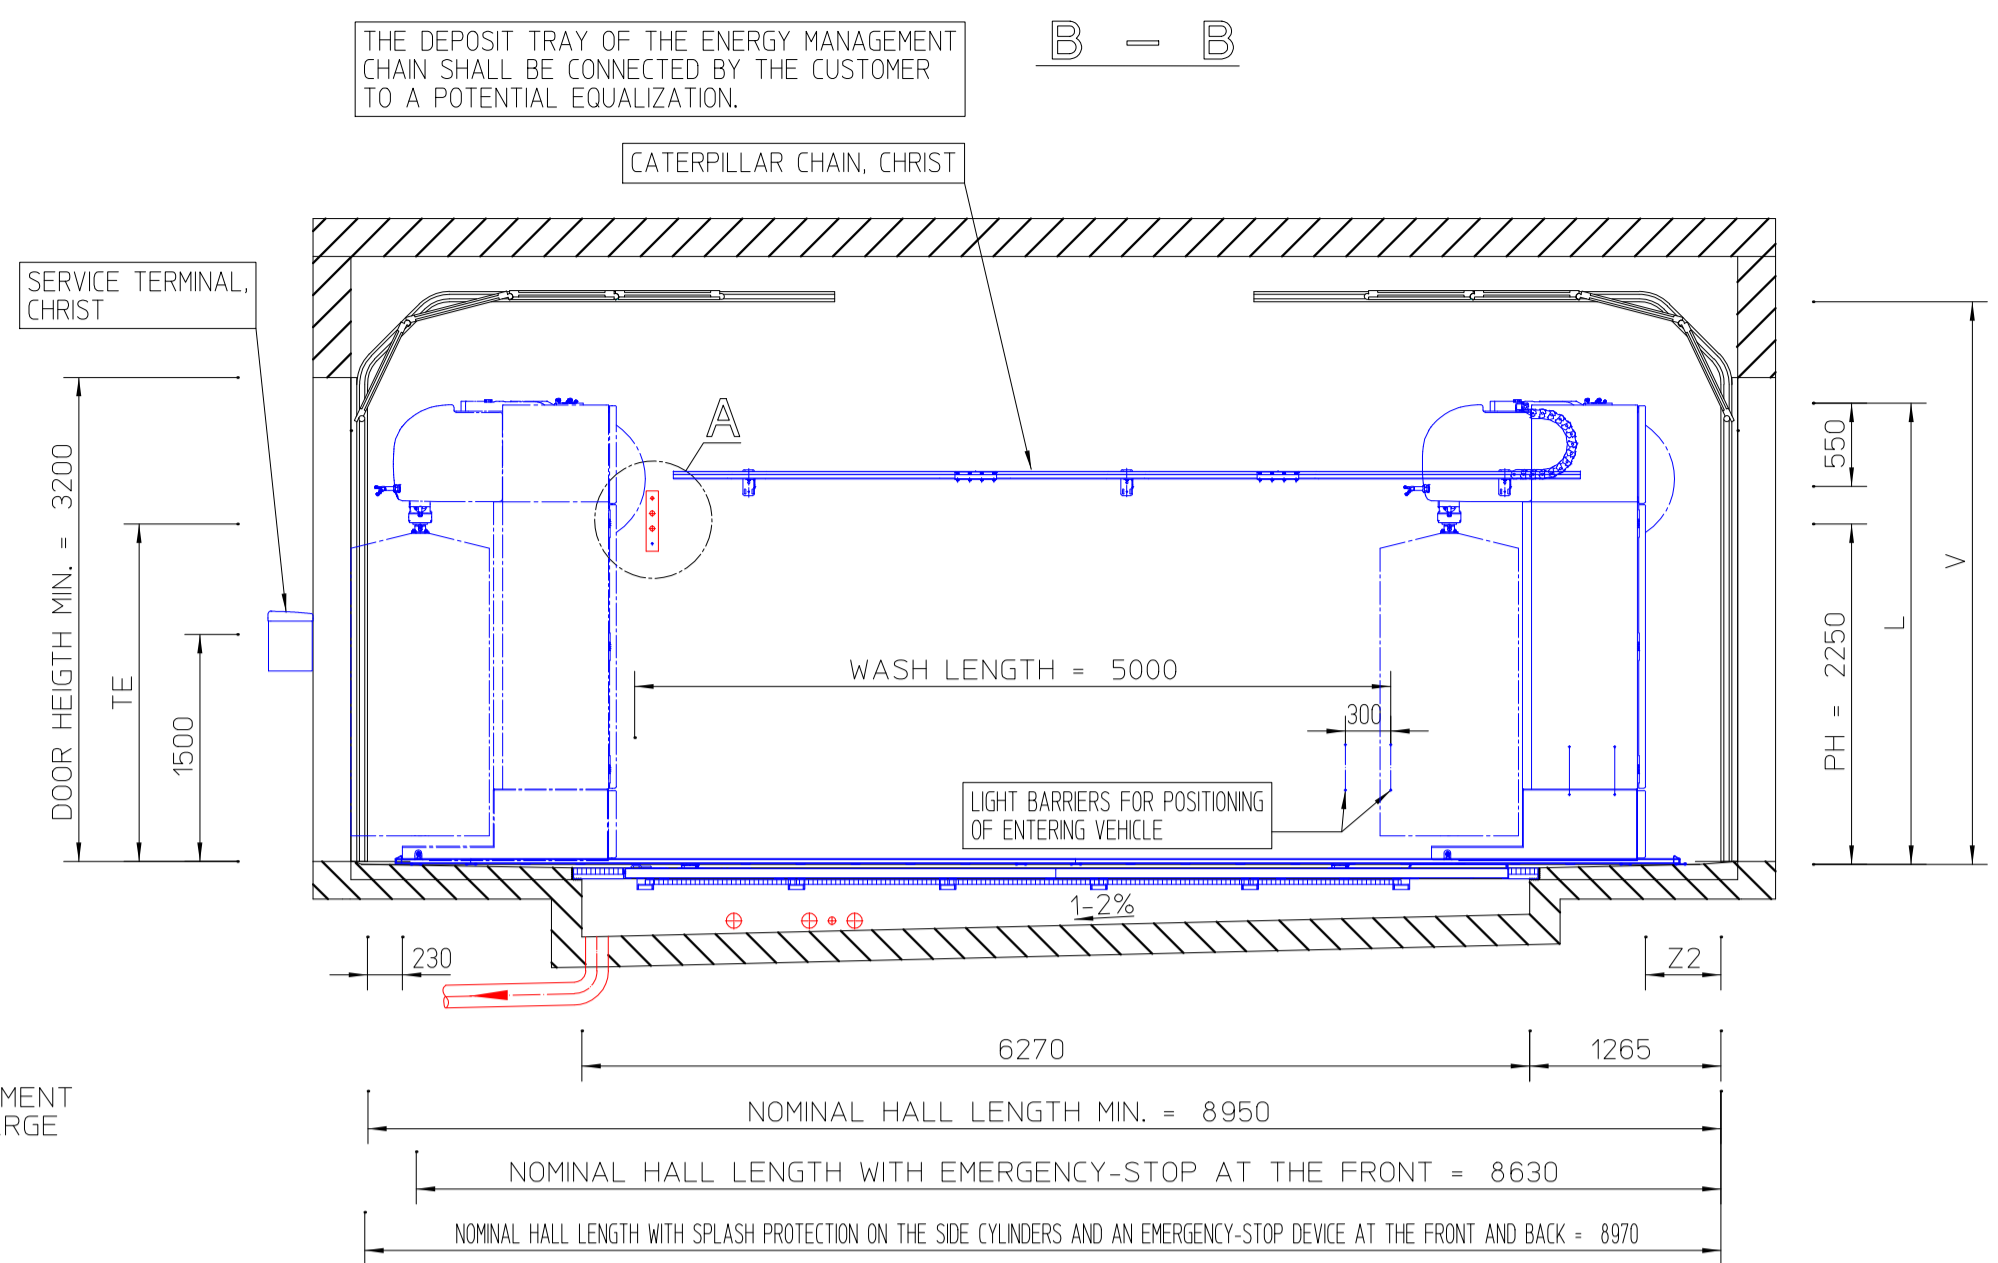 B - B
THE DEPOSIT TRAY OF THE ENERGY MANAGEMENT
CHAIN SHALL BE CONNECTED BY THE CUSTOMER
TO A POTENTIAL EQUALIZATION.
CATERPILLAR CHAIN, CHRIST
SERVICE TERMINAL,
CHRIST
A
DOOR HEIGTH MIN. = 3200
TE
1500
550
V
L
PH = 2250
WASH LENGTH = 5000
300
LIGHT BARRIERS FOR POSITIONING
OF ENTERING VEHICLE
1-2%
230
Z2
6270
1265
MENT
RGE
NOMINAL HALL LENGTH MIN. = 8950
NOMINAL HALL LENGTH WITH EMERGENCY-STOP AT THE FRONT = 8630
NOMINAL HALL LENGTH WITH SPLASH PROTECTION ON THE SIDE CYLINDERS AND AN EMERGENCY-STOP DEVICE AT THE FRONT AND BACK = 8970